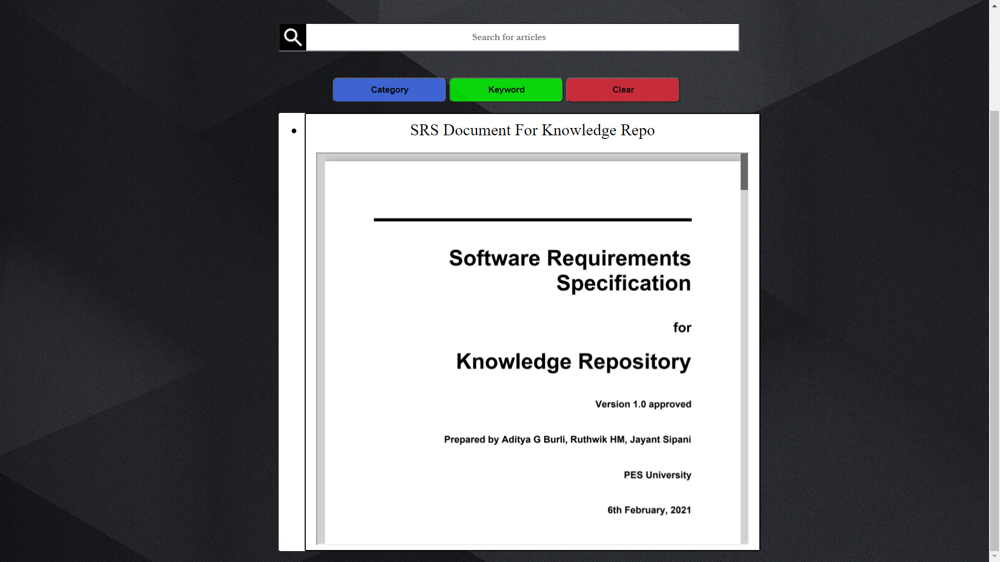 Search for articles
Category Keyword Clear
SRS Document For Knowledge Repo
Software Requirements
Specification
for
Knowledge Repository
Version 1.0 approved
Prepared by Aditya G Burli, Ruthwik HM, Jayant Sipani
PES University
6th February, 2021